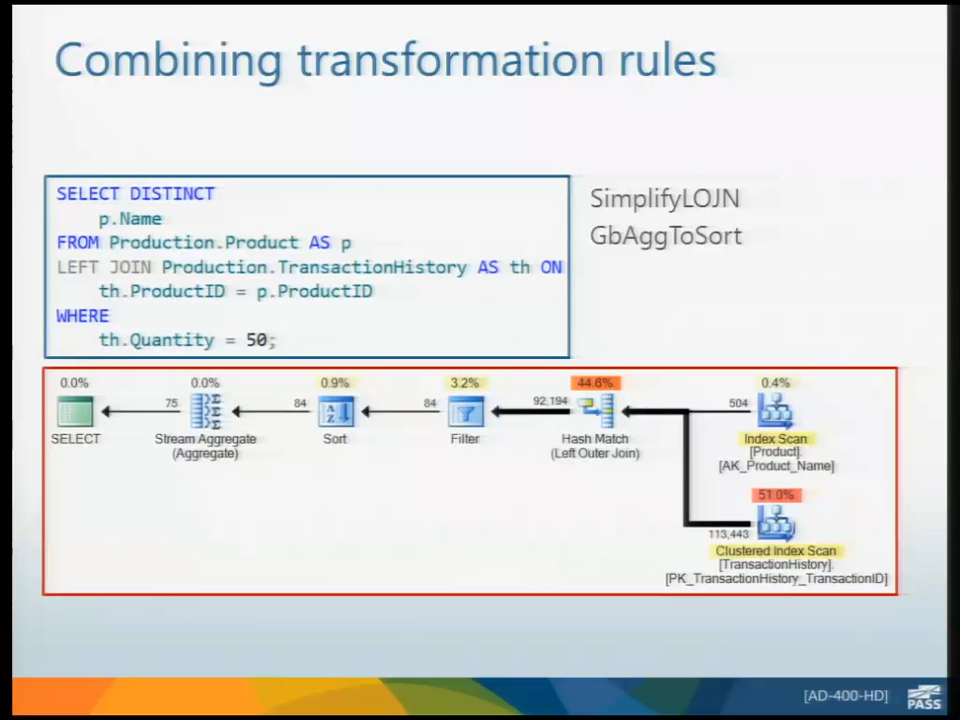 Combining transformation rules
SELECT DISTINCT
p.Name
FROM Production.Product AS p
LEFT JOIN Production.TransactionHistory AS th ON
th.ProductID = p.ProductID
WHERE
th.Quantity = 50;
SimplifyLOJN
GbAggToSort
0.0% 0.0% 0.9% 3.2% 44.6% 0.4%
75 84 84 92,194 504
SELECT Stream Aggregate Sort Filter Hash Match Index Scan
(Aggregate) (Left Outer Join) [Product].
[AK_Product_Name]
51.0%
113,443
Clustered Index Scan
[TransactionHistory].
[PK_TransactionHistory_TransactionID]
[AD-400-HD] PASS